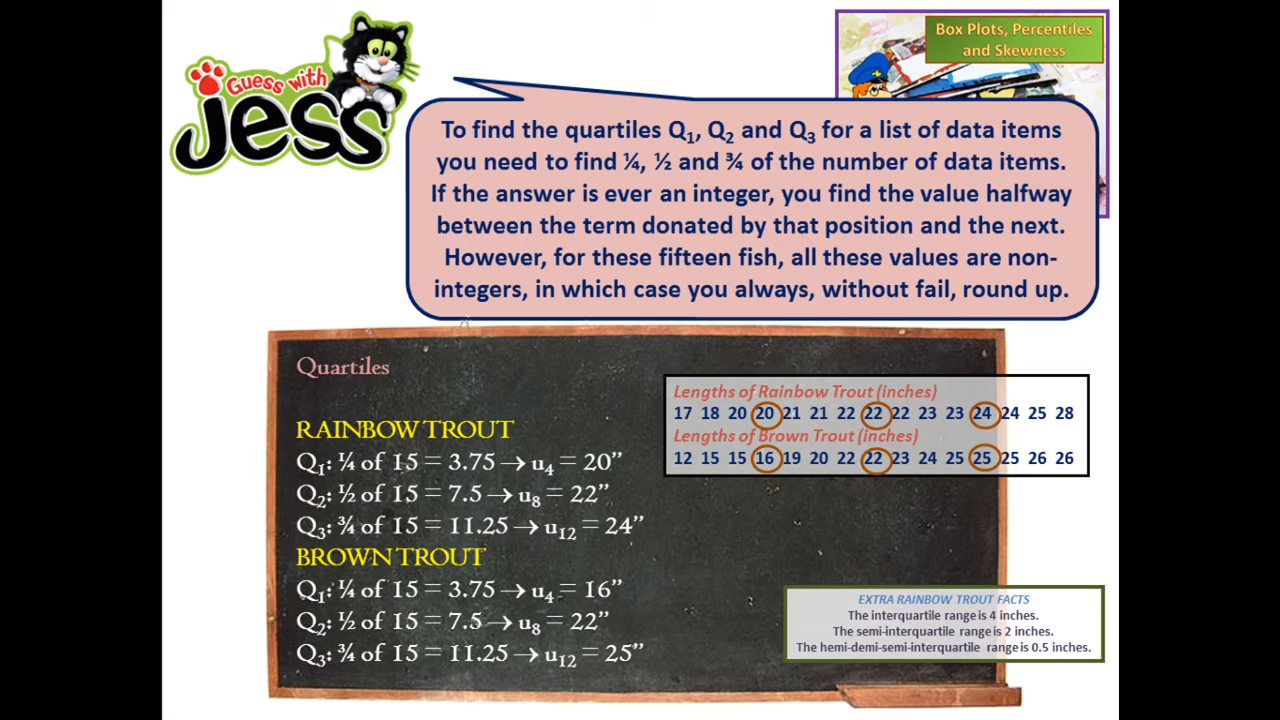 Guess with
Jess
Box Plots, Percentiles
and Skewness
To find the quartiles Q₁, Q₂ and Q₃ for a list of data items
you need to find ¼, ½ and ¾ of the number of data items.
If the answer is ever an integer, you find the value halfway
between the term donated by that position and the next.
However, for these fifteen fish, all these values are non-
integers, in which case you always, without fail, round up.
Quartiles
RAINBOW TROUT
Q₁: ¼ of 15 = 3.75 → u₄ = 20”
Q₂: ½ of 15 = 7.5 → u₈ = 22”
Q₃: ¾ of 15 = 11.25 → u₁₂ = 24”
BROWN TROUT
Q₁: ¼ of 15 = 3.75 → u₄ = 16”
Q₂: ½ of 15 = 7.5 → u₈ = 22”
Q₃: ¾ of 15 = 11.25 → u₁₂ = 25”
Lengths of Rainbow Trout (inches)
17 18 20 20 21 21 22 22 22 23 23 24 24 25 28
Lengths of Brown Trout (inches)
12 15 15 16 19 20 22 22 23 24 25 25 25 26 26
EXTRA RAINBOW TROUT FACTS
The interquartile range is 4 inches.
The semi-interquartile range is 2 inches.
The hemi-demi-semi-interquartile range is 0.5 inches.